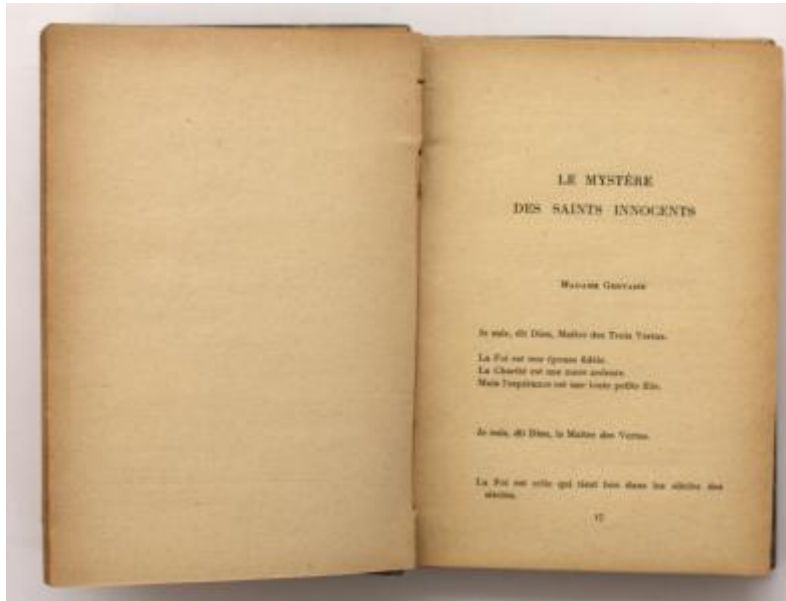 LE MYSTÈRE
DES SAINTS INNOCENTS
MADAME GERVAISE
Je suis, dit Dieu, Maître des Trois Vertus.
La Foi est une épouse fidèle.
La Charité est une mère ardente.
Mais l'espérance est une toute petite fille.
Je suis, dit Dieu, le Maître des Vertus.
La Foi est celle qui tient bon dans les siècles des
siècles.